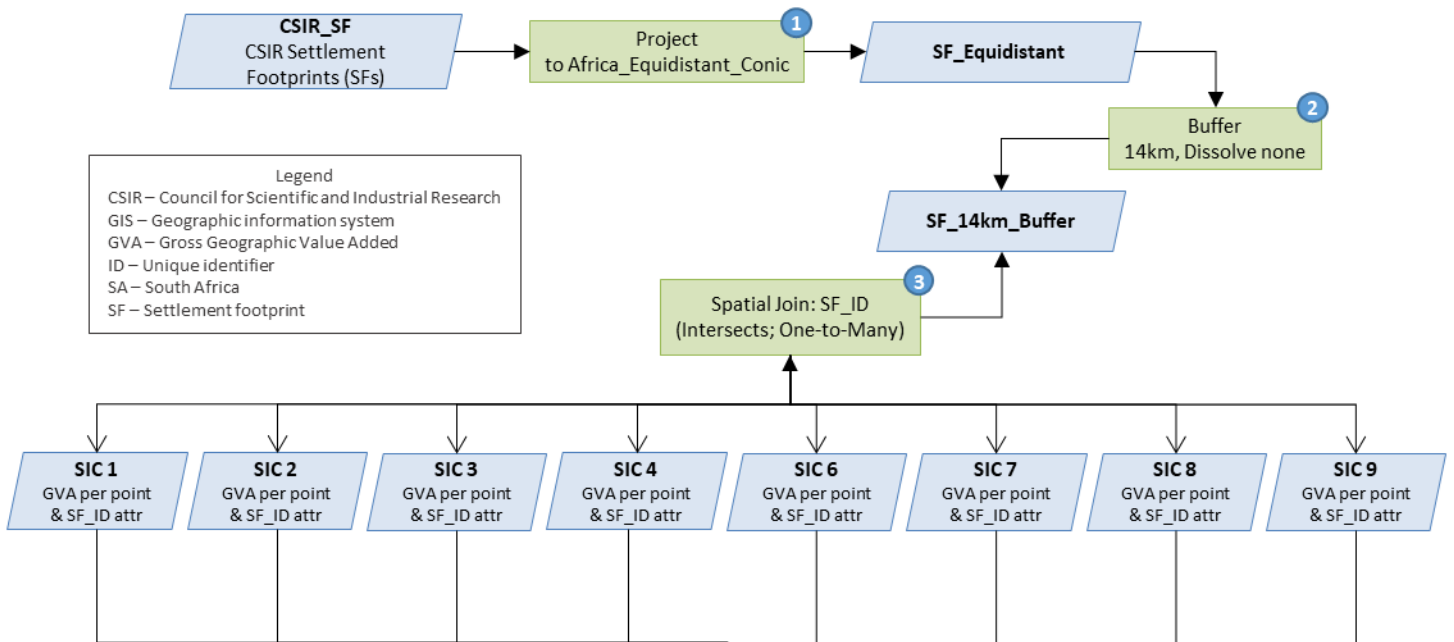 CSIR_SF
CSIR Settlement
Footprints (SFs)
1
Project
to Africa_Equidistant_Conic
SF_Equidistant
2
Buffer
14km, Dissolve none
Legend
CSIR – Council for Scientific and Industrial Research
GIS – Geographic information system
GVA – Gross Geographic Value Added
ID – Unique identifier
SA – South Africa
SF – Settlement footprint
SF_14km_Buffer
3
Spatial Join: SF_ID
(Intersects; One-to-Many)
SIC 1
GVA per point
& SF_ID attr
SIC 2
GVA per point
& SF_ID attr
SIC 3
GVA per point
& SF_ID attr
SIC 4
GVA per point
& SF_ID attr
SIC 6
GVA per point
& SF_ID attr
SIC 7
GVA per point
& SF_ID attr
SIC 8
GVA per point
& SF_ID attr
SIC 9
GVA per point
& SF_ID attr